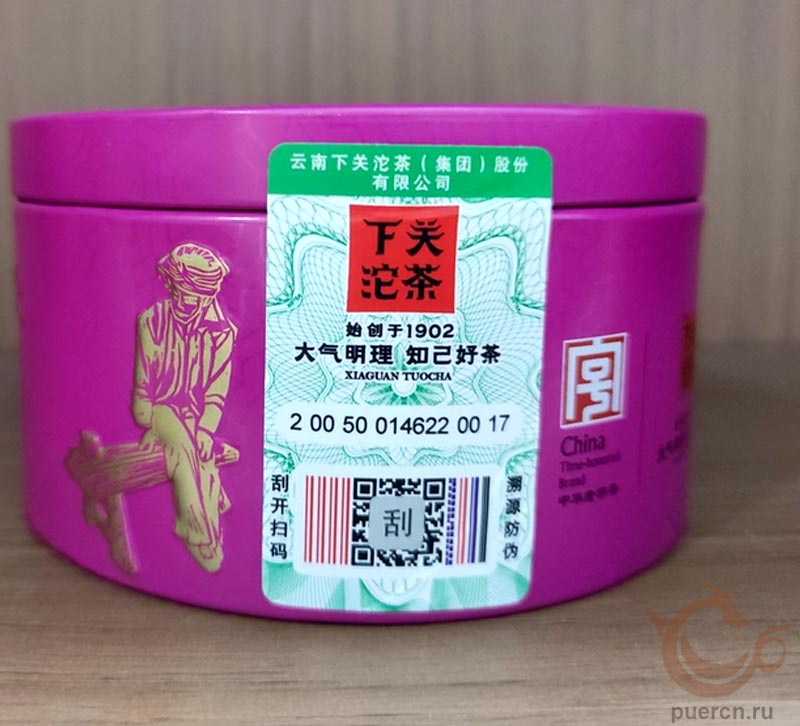 云南下关沱茶（集团）股份
有限公司
下关
沱茶
始创于1902
大气明理 知己好茶
XIAGUAN TUOCHA
2 00 50 014622 00 17
刮开扫码
刮
溯源防伪
China
Time-honored
Brand
中华老字号
puercn.ru